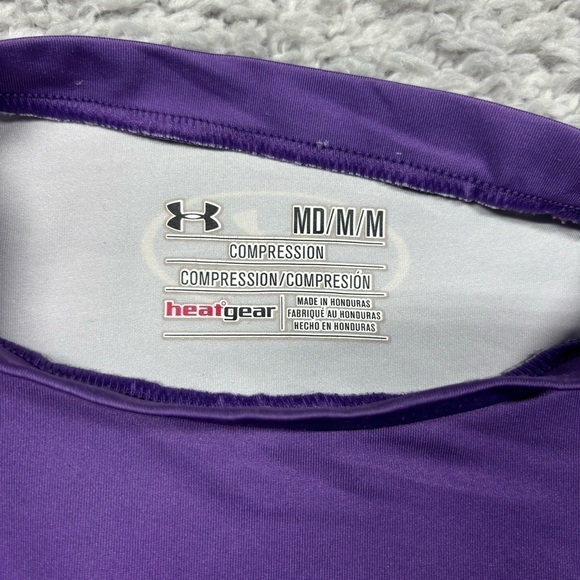 MD/M/M
COMPRESSION
COMPRESSION/COMPRESIÓN
heatgear
MADE IN HONDURAS
FABRIQUÉ AU HONDURAS
HECHO EN HONDURAS